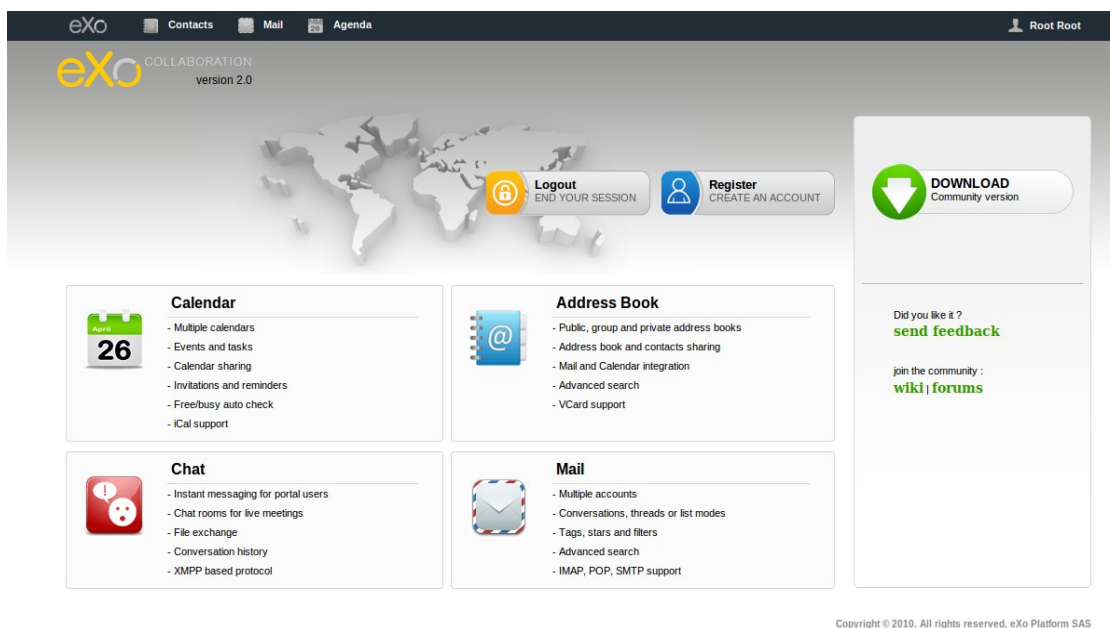 eXo Contacts Mail 26 Agenda Root Root
eXo COLLABORATION
version 2.0
Logout
END YOUR SESSION
Register
CREATE AN ACCOUNT
DOWNLOAD
Community version
Calendar
April
26
- Multiple calendars
- Events and tasks
- Calendar sharing
- Invitations and reminders
- Free/busy auto check
- iCal support
Address Book
@
- Public, group and private address books
- Address book and contacts sharing
- Mail and Calendar integration
- Advanced search
- VCard support
Did you like it ?
send feedback
join the community :
wiki | forums
Chat
!
- Instant messaging for portal users
- Chat rooms for live meetings
- File exchange
- Conversation history
- XMPP based protocol
Mail
- Multiple accounts
- Conversations, threads or list modes
- Tags, stars and filters
- Advanced search
- IMAP, POP, SMTP support
Copyright © 2010. All rights reserved, eXo Platform SAS